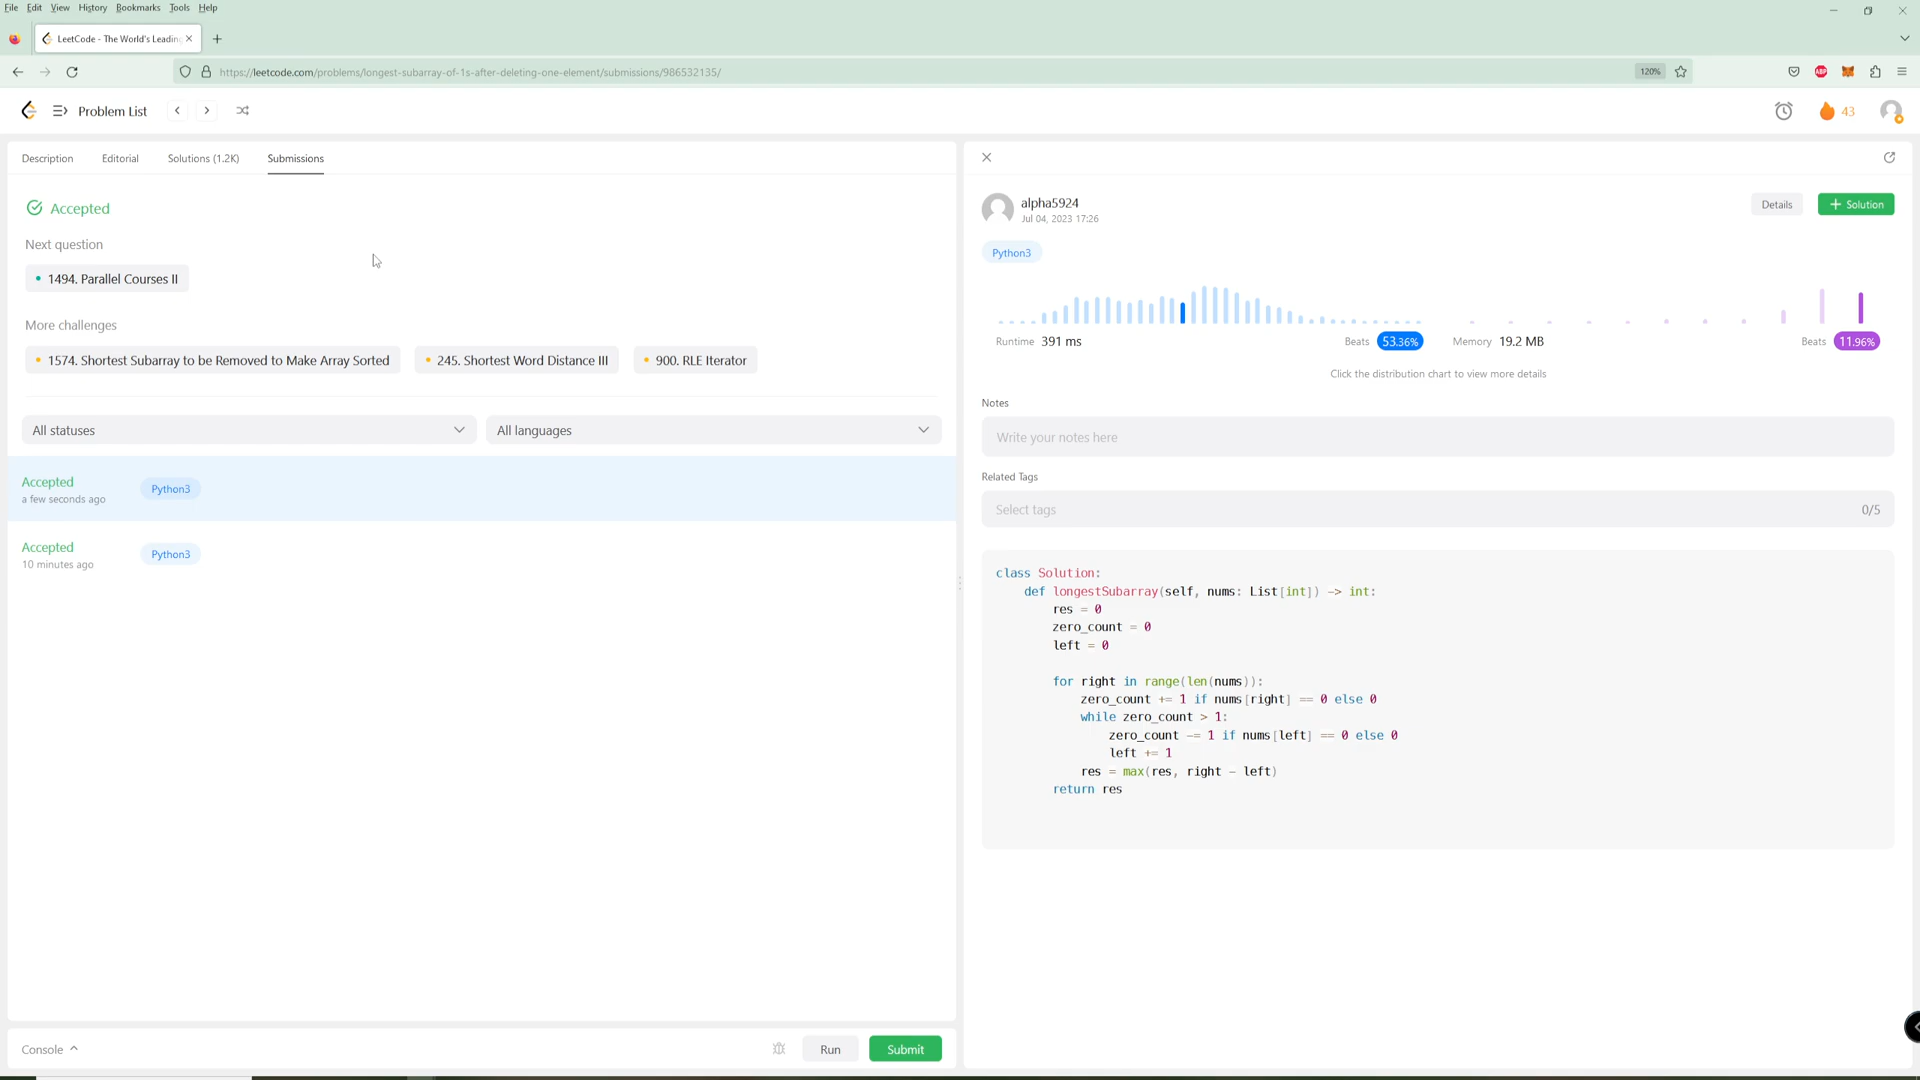 File Edit View History Bookmarks Tools Help
LeetCode - The World's Leading
https://leetcode.com/problems/longest-subarray-of-1s-after-deleting-one-element/submissions/986532135/
120%
ABP
Problem List
43
Description Editorial Solutions (1.2K) Submissions
Accepted
Next question
1494. Parallel Courses II
More challenges
1574. Shortest Subarray to be Removed to Make Array Sorted
245. Shortest Word Distance III
900. RLE Iterator
All statuses
All languages
Accepted
a few seconds ago
Python3
Accepted
10 minutes ago
Python3
Console
Run
Submit
alpha5924
Jul 04, 2023 17:26
Details
+ Solution
Python3
Runtime 391 ms
Beats 53.36%
Memory 19.2 MB
Beats 11.96%
Click the distribution chart to view more details
Notes
Write your notes here
Related Tags
Select tags
0/5
class Solution:
    def longestSubarray(self, nums: List[int]) -> int:
        res = 0
        zero_count = 0
        left = 0
        for right in range(len(nums)):
            zero_count += 1 if nums[right] == 0 else 0
            while zero_count > 1:
                zero_count -= 1 if nums[left] == 0 else 0
                left += 1
            res = max(res, right - left)
        return res